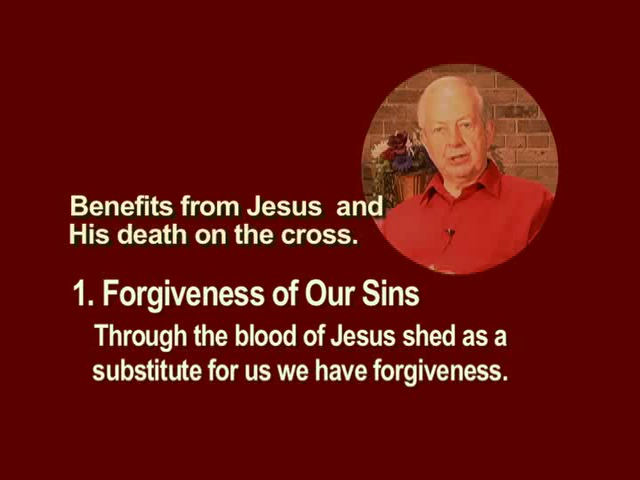 Benefits from Jesus and
His death on the cross.
1. Forgiveness of Our Sins
Through the blood of Jesus shed as a
substitute for us we have forgiveness.